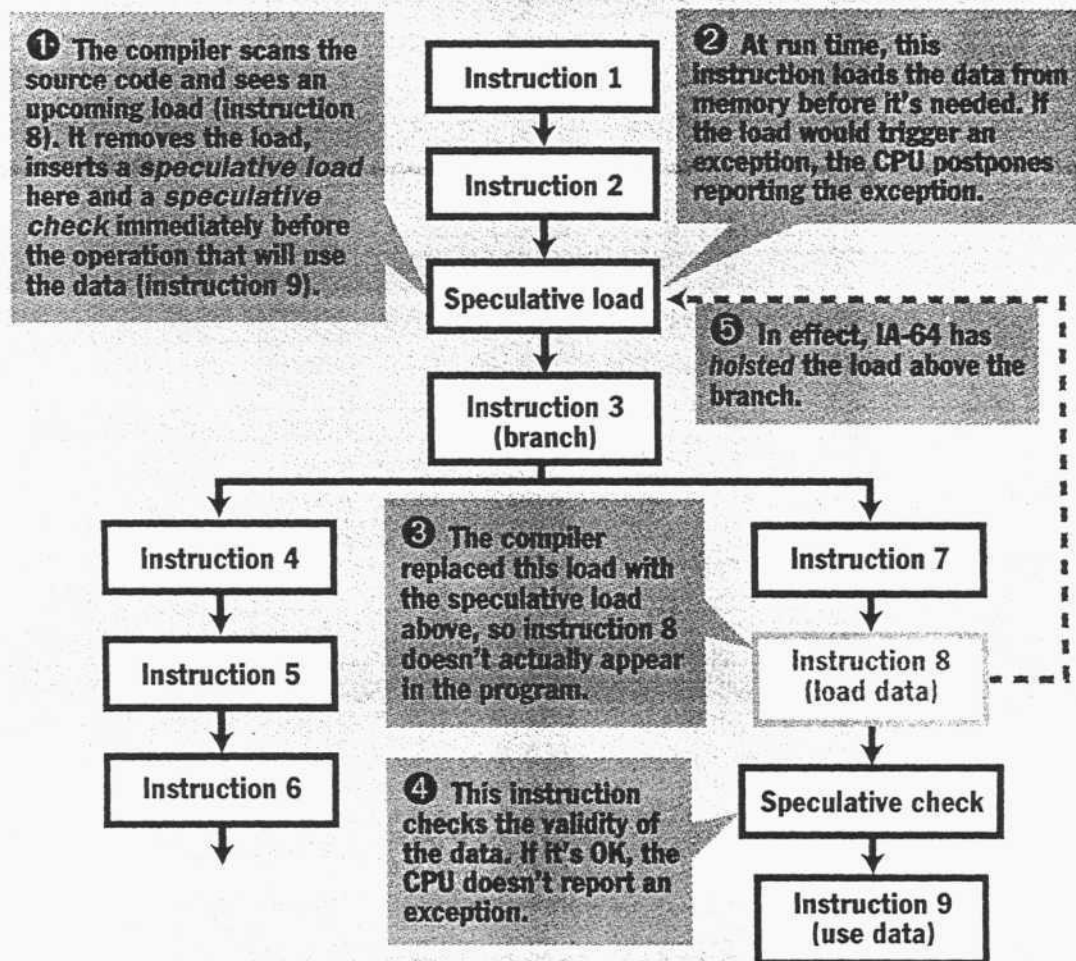 ❶ The compiler scans the
source code and sees an
upcoming load (instruction
8). It removes the load,
inserts a speculative load
here and a speculative
check immediately before
the operation that will use
the data (instruction 9).
Instruction 1
❷ At run time, this
instruction loads the data from
memory before it's needed. If
the load would trigger an
exception, the CPU postpones
reporting the exception.
Instruction 2
Speculative load
❺ In effect, IA-64 has
hoisted the load above the
branch.
Instruction 3
(branch)
Instruction 4
Instruction 5
Instruction 6
❸ The compiler
replaced this load with
the speculative load
above, so instruction 8
doesn't actually appear
in the program.
Instruction 7
Instruction 8
(load data)
❹ This instruction
checks the validity of
the data. If it's OK, the
CPU doesn't report an
exception.
Speculative check
Instruction 9
(use data)